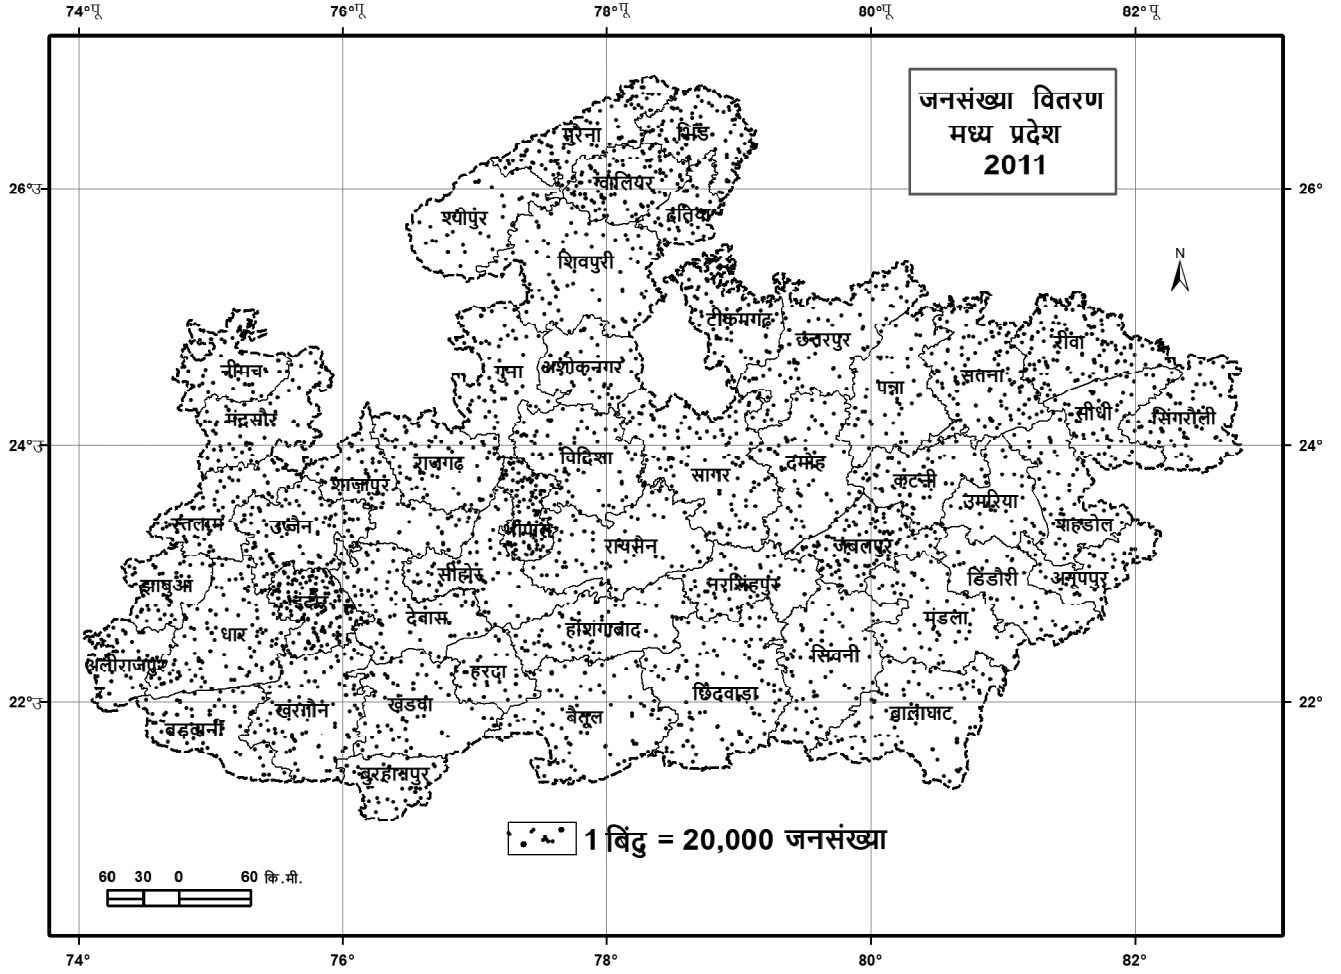 74°पू 76°पू 78°पू 80°पू 82°पू
जनसंख्या वितरण
मध्य प्रदेश
2011
मुरैना भिंड
26°उ 26°
ग्वालियर
श्योपुर दतिया
शिवपुरी
N
टीकमगढ़
छतरपुर रीवा
नीमच गुना अशोकनगर पन्ना सतना
मंदसौर सीधी सिंगरौली
24°उ 24°
राजगढ़ विदिशा सागर दमोह कटनी
शाजापुर उमरिया
रतलाम उज्जैन भोपाल रायसेन जबलपुर शहडोल
झाबुआ सीहोर नरसिंहपुर डिंडौरी अनूपपुर
इंदौर देवास होशंगाबाद मंडला
धार सिवनी
अलीराजपुर हरदा छिंदवाड़ा
22°उ 22°
बड़वानी खरगौन खंडवा बैतूल बालाघाट
बुरहानपुर
1 बिंदु = 20,000 जनसंख्या
60 30 0 60 कि.मी.
74° 76° 78° 80° 82°